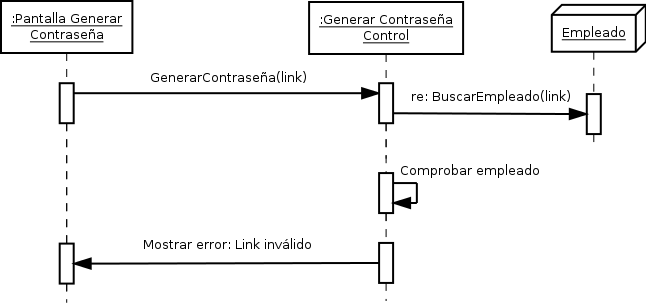 :Pantalla Generar
Contraseña
:Generar Contraseña
Control
Empleado
GenerarContraseña(link)
re: BuscarEmpleado(link)
Comprobar empleado
Mostrar error: Link inválido